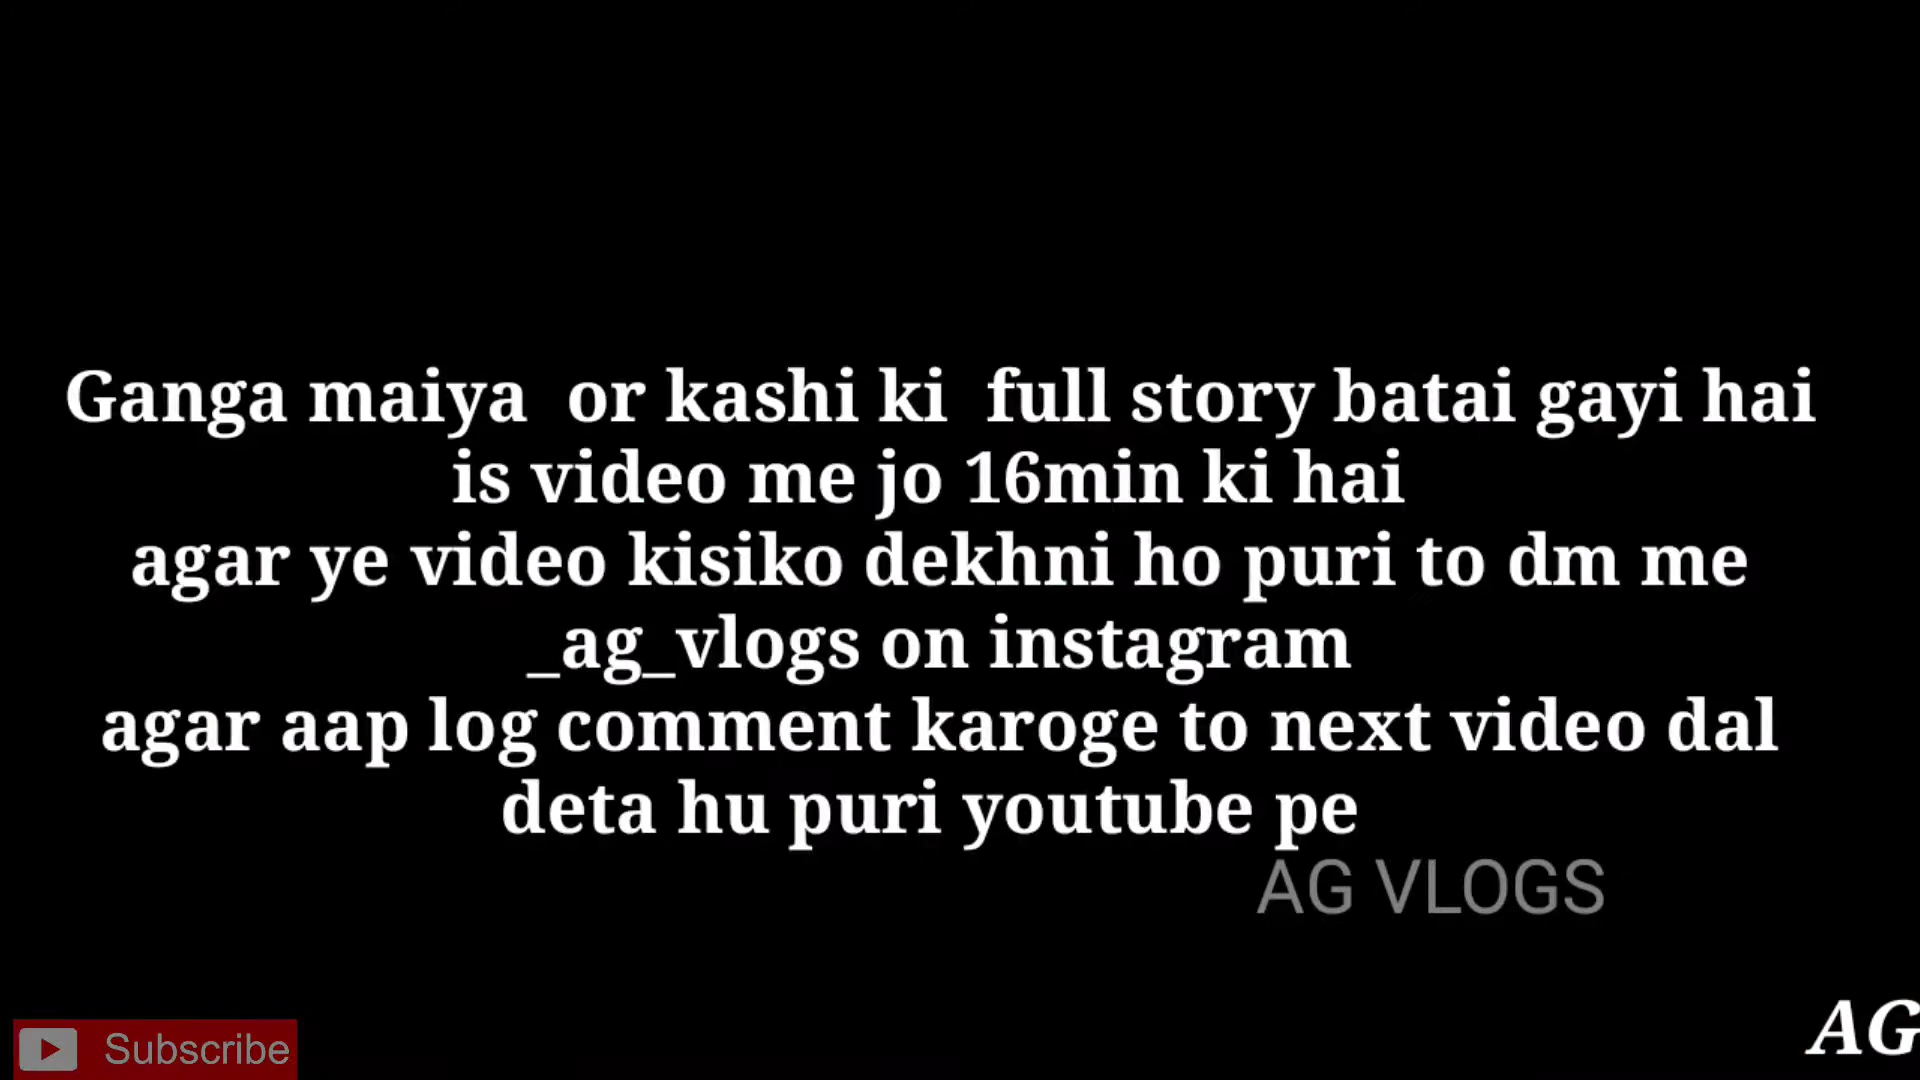 Ganga maiya or kashi ki full story batai gayi hai
is video me jo 16min ki hai
agar ye video kisiko dekhni ho puri to dm me
_ag_vlogs on instagram
agar aap log comment karoge to next video dal
deta hu puri youtube pe
AG VLOGS
AG
Subscribe